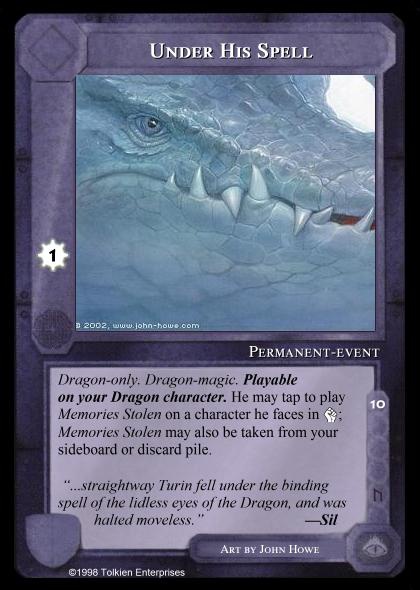 UNDER HIS SPELL
© 2002, www.john-howe.com
1
PERMANENT-EVENT
Dragon-only. Dragon-magic. Playable
on your Dragon character. He may tap to play
Memories Stolen on a character he faces in ;
Memories Stolen may also be taken from your
sideboard or discard pile.
10
“...straightway Turin fell under the binding
spell of the lidless eyes of the Dragon, and was
halted moveless.” —Sil
ART BY JOHN HOWE
©1998 Tolkien Enterprises